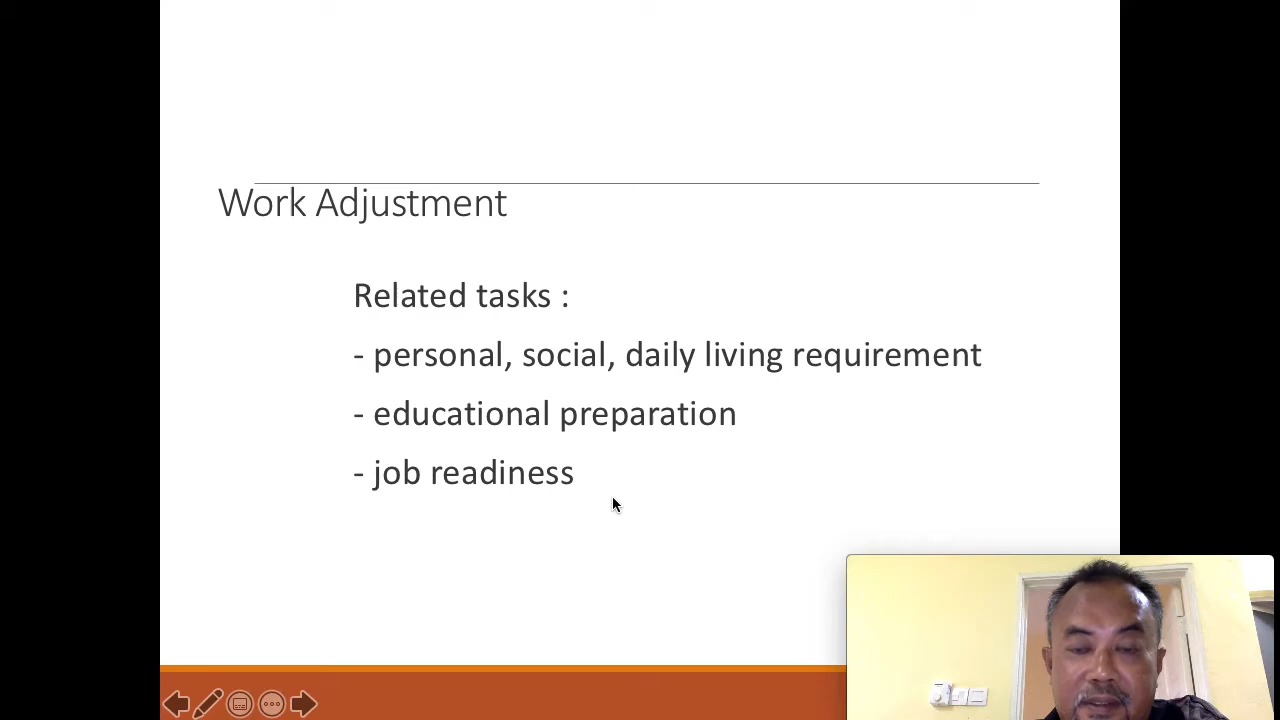 Work Adjustment
Related tasks :
- personal, social, daily living requirement
- educational preparation
- job readiness